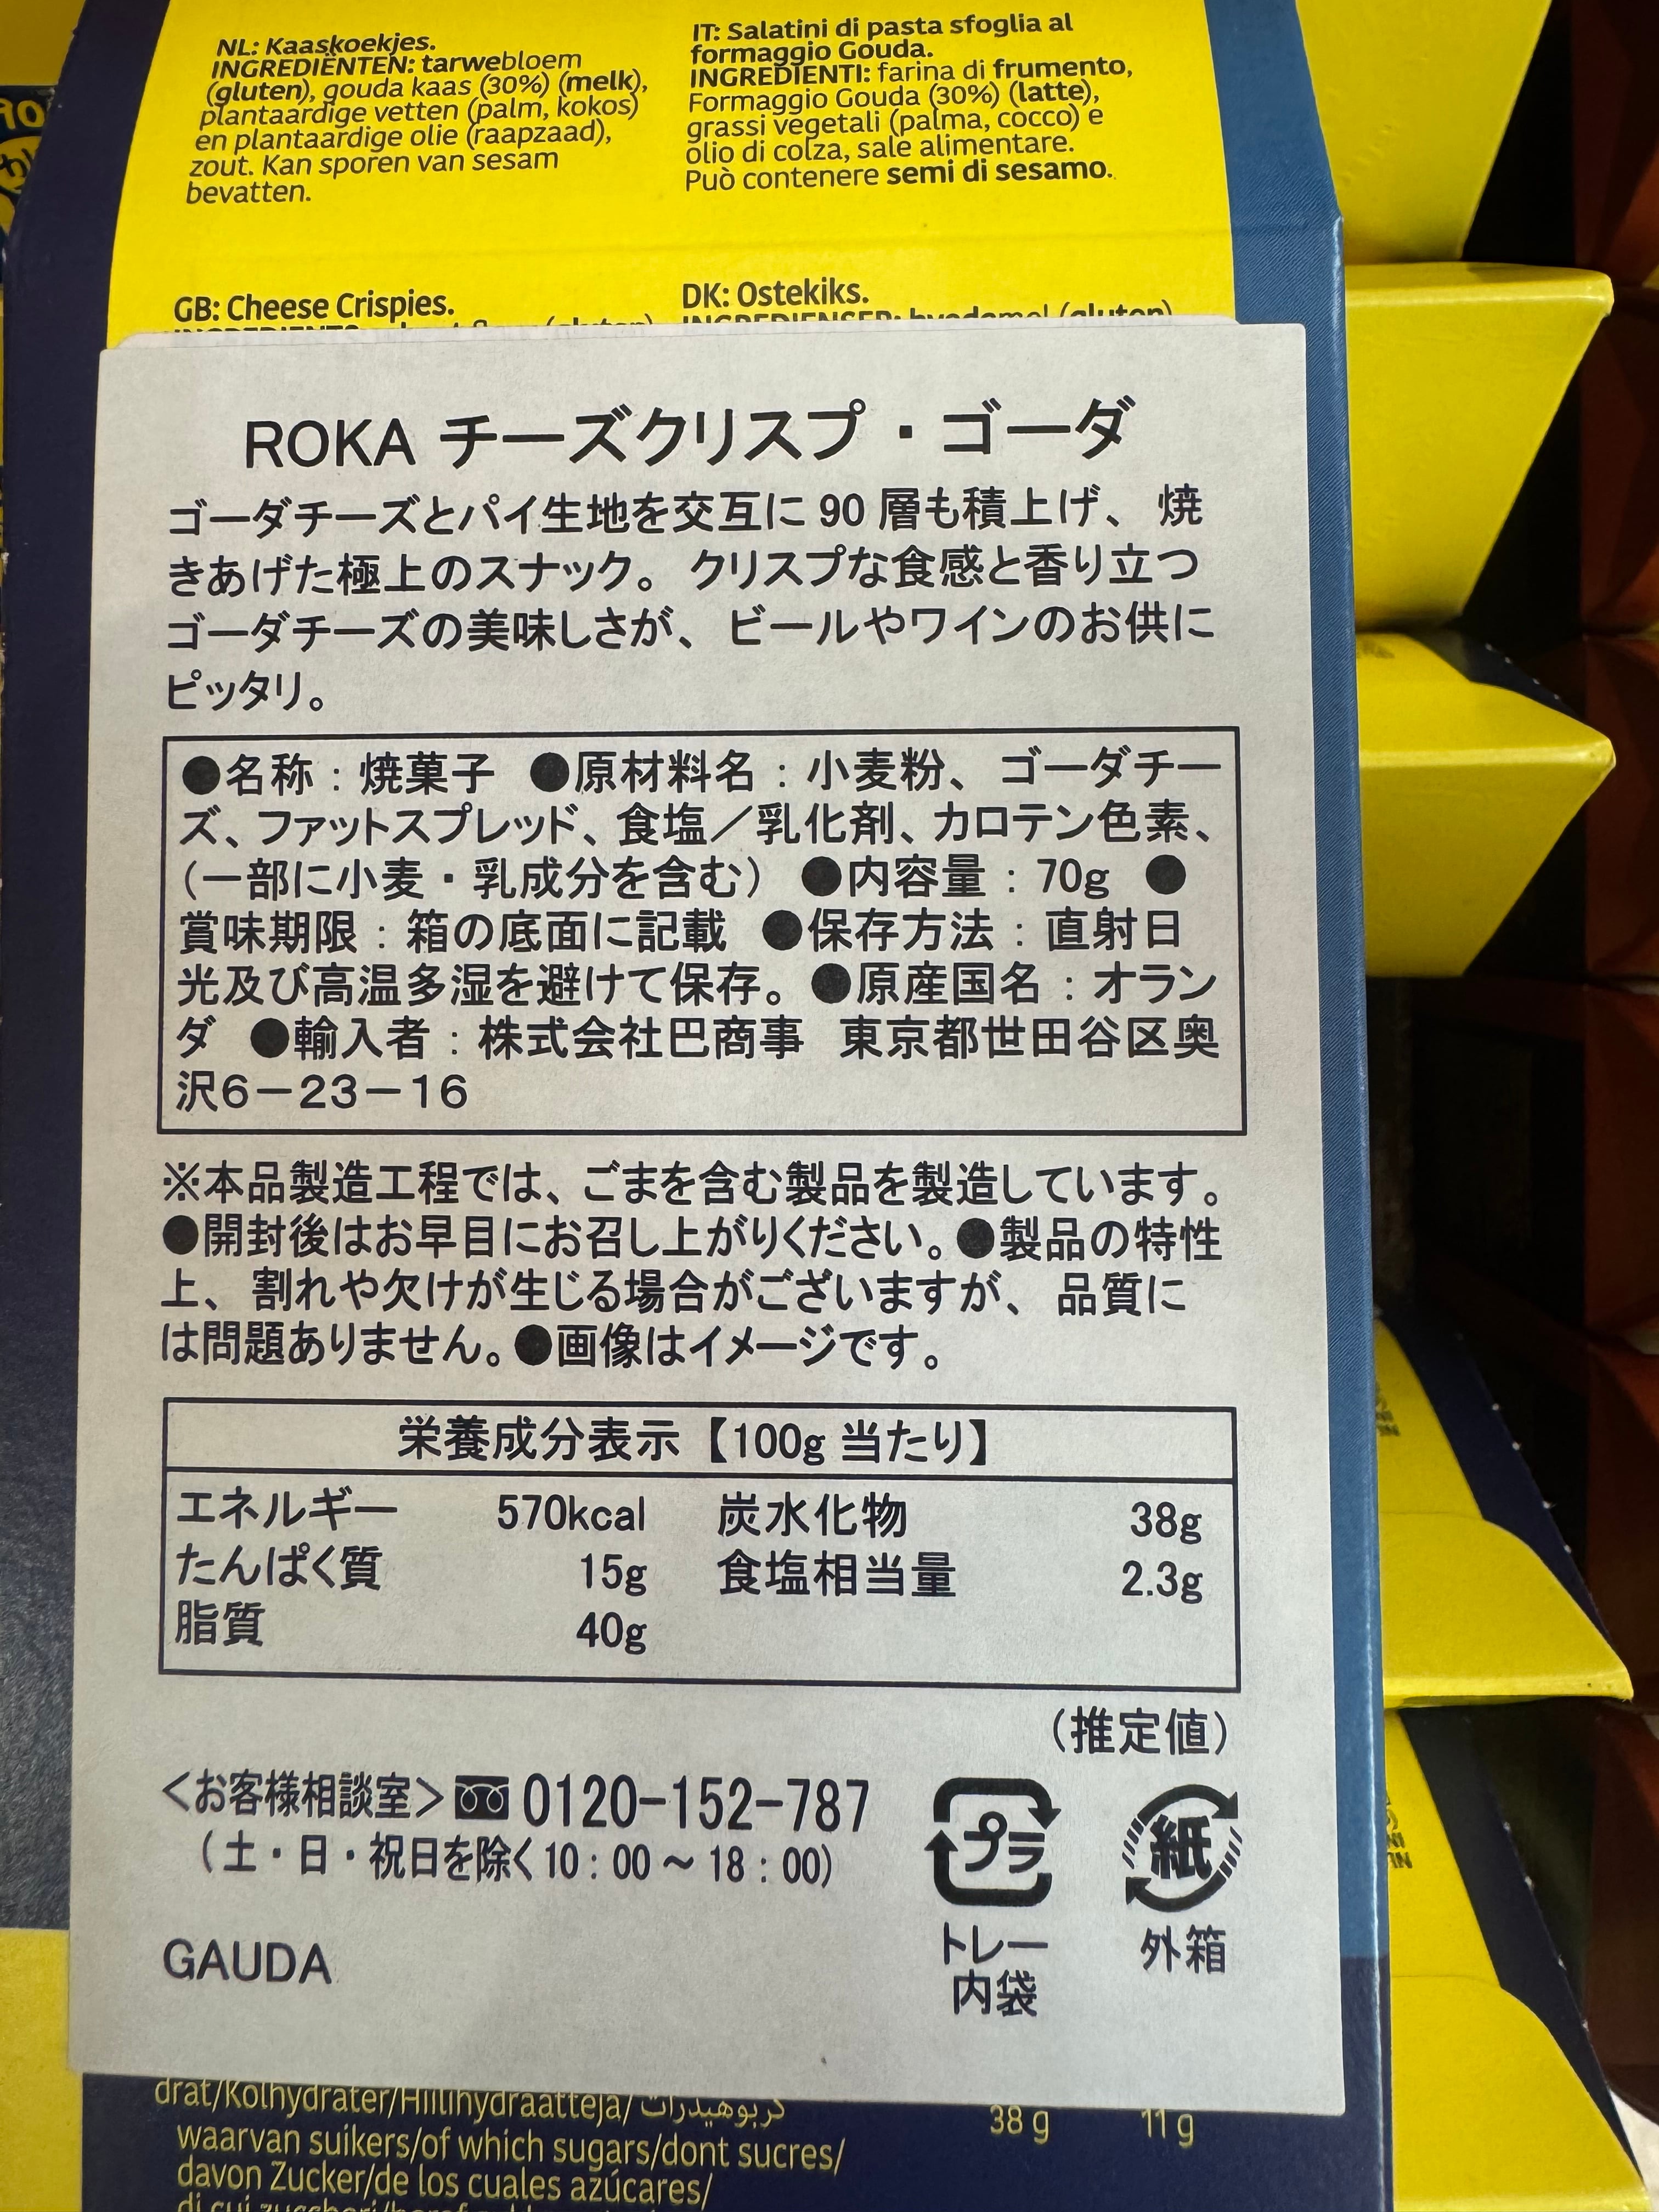 NL: Kaaskoekjes.
INGREDIËNTEN: tarwebloem
(gluten), gouda kaas (30%) (melk),
plantaardige vetten (palm, kokos)
en plantaardige olie (raapzaad),
zout. Kan sporen van sesam
bevatten.
IT: Salatini di pasta sfoglia al
formaggio Gouda.
INGREDIENTI: farina di frumento,
Formaggio Gouda (30%) (latte),
grassi vegetali (palma, cocco) e
olio di colza, sale alimentare.
Può contenere semi di sesamo.
GB: Cheese Crispies.
DK: Ostekiks.
ROKA チーズクリスプ・ゴーダ
ゴーダチーズとパイ生地を交互に 90 層も積上げ、焼
きあげた極上のスナック。クリスプな食感と香り立つ
ゴーダチーズの美味しさが、ビールやワインのお供に
ピッタリ。
●名称：焼菓子 ●原材料名：小麦粉、ゴーダチー
ズ、ファットスプレッド、食塩／乳化剤、カロテン色素、
（一部に小麦・乳成分を含む） ●内容量：70g ●
賞味期限：箱の底面に記載 ●保存方法：直射日
光及び高温多湿を避けて保存。●原産国名：オラン
ダ ●輸入者：株式会社巴商事 東京都世田谷区奥
沢6－23－16
※本品製造工程では、ごまを含む製品を製造しています。
●開封後はお早目にお召し上がりください。●製品の特性
上、割れや欠けが生じる場合がございますが、品質に
は問題ありません。●画像はイメージです。
栄養成分表示【100g 当たり】
エネルギー 570kcal 炭水化物 38g
たんぱく質 15g 食塩相当量 2.3g
脂質 40g
（推定値）
＜お客様相談室＞ 0120-152-787
（土・日・祝日を除く10：00～18：00）
プラ
紙
トレー
内袋
外箱
GAUDA
drat/Kolhydrater/Hiilihydraatteja/كربوهيدرات
38 g 11 g
waarvan suikers/of which sugars/dont sucres/
davon Zucker/de los cuales azúcares/